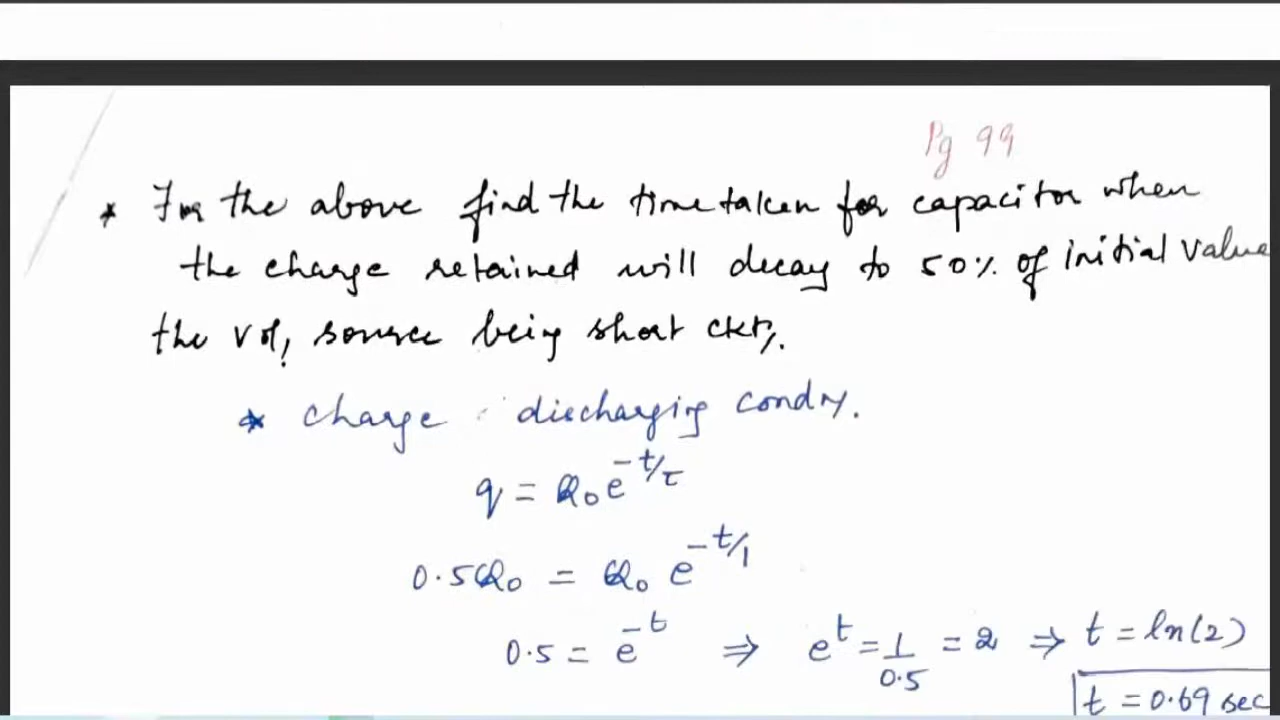 Pg 99
* For the above find the time taken for capacitor when
the charge retained will decay to 50% of initial value
the vol, source being short ckt,.
* charge discharging condn.
q = Q₀e^(-t/τ)
0.5Q₀ = Q₀ e^(-t/1)
0.5 = e^(-t) ⇒ e^t = 1/0.5 = 2 ⇒ t = ln(2)
t = 0.69 sec